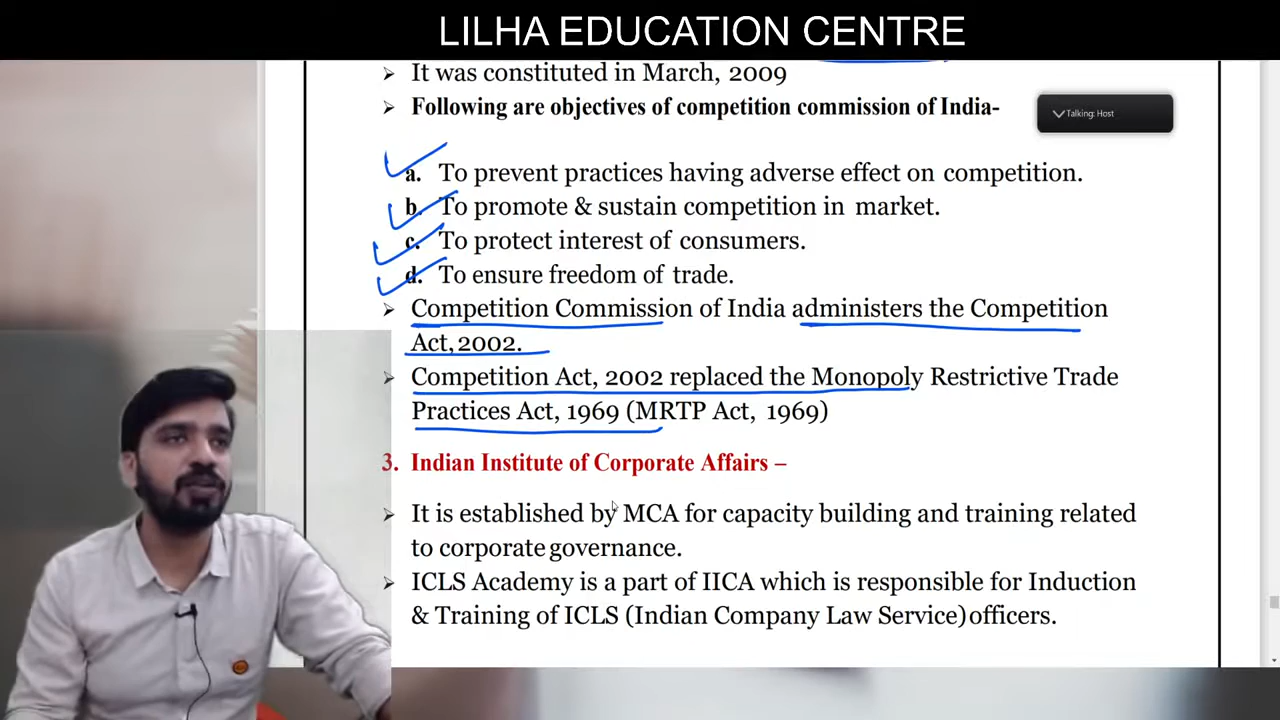 LILHA EDUCATION CENTRE
➢ It was constituted in March, 2009
➢ Following are objectives of competition commission of India-
Talking: Host
a. To prevent practices having adverse effect on competition.
b. To promote & sustain competition in market.
c. To protect interest of consumers.
d. To ensure freedom of trade.
➢ Competition Commission of India administers the Competition
Act, 2002.
➢ Competition Act, 2002 replaced the Monopoly Restrictive Trade
Practices Act, 1969 (MRTP Act, 1969)
3. Indian Institute of Corporate Affairs –
➢ It is established by MCA for capacity building and training related
to corporate governance.
➢ ICLS Academy is a part of IICA which is responsible for Induction
& Training of ICLS (Indian Company Law Service) officers.